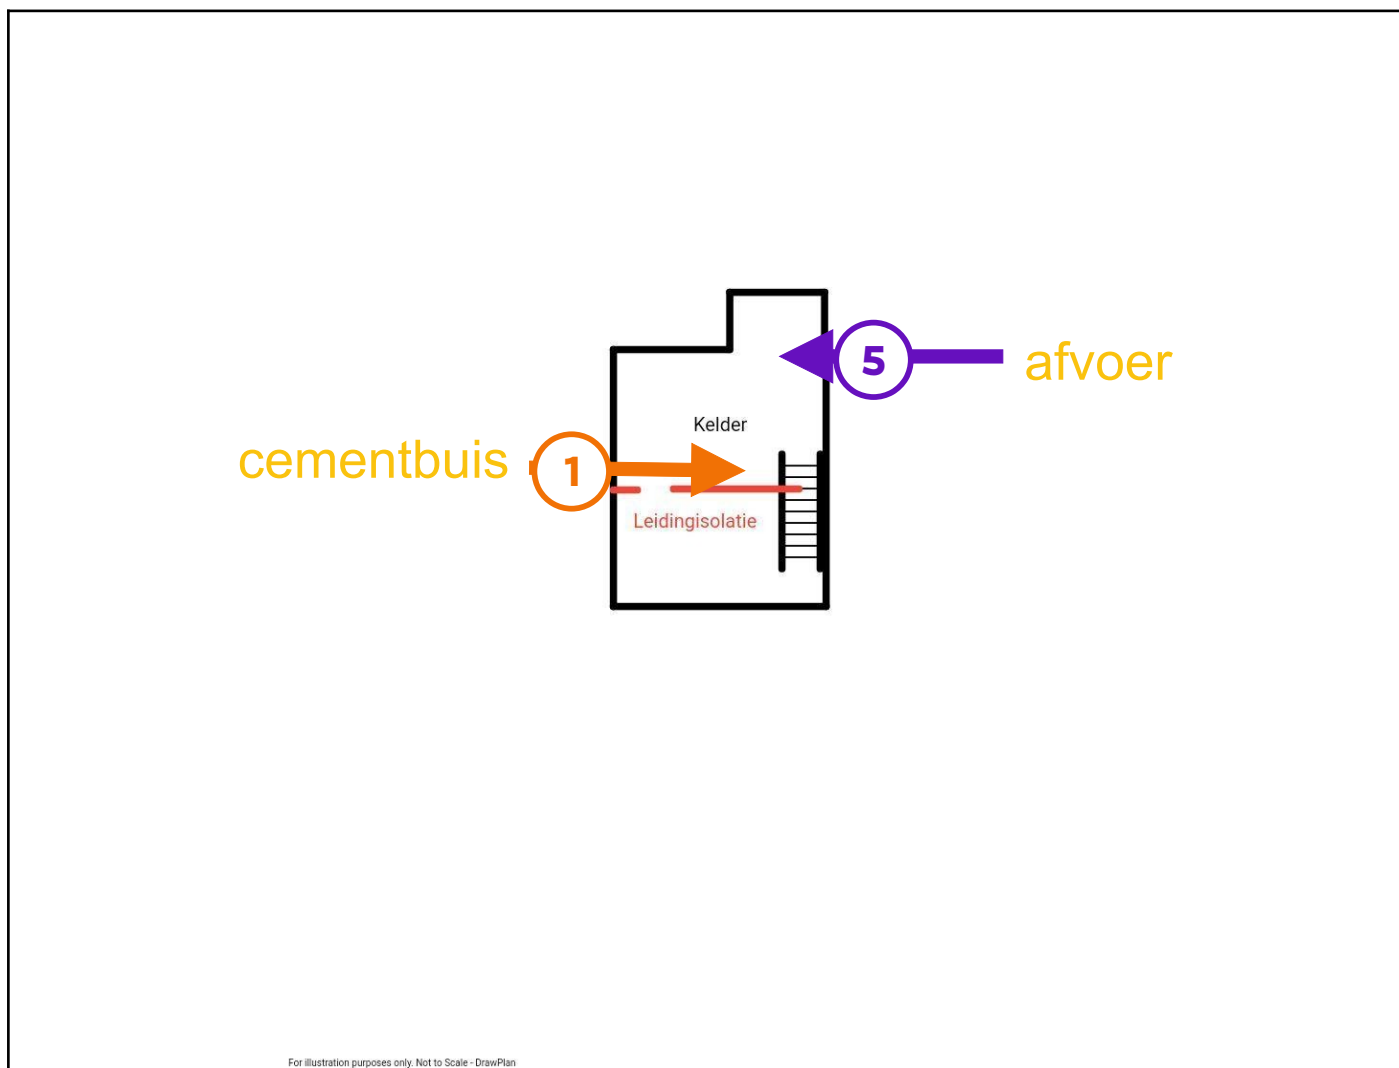 5
afvoer
Kelder
cementbuis
1
Leidingisolatie
For illustration purposes only. Not to Scale - DrawPlan